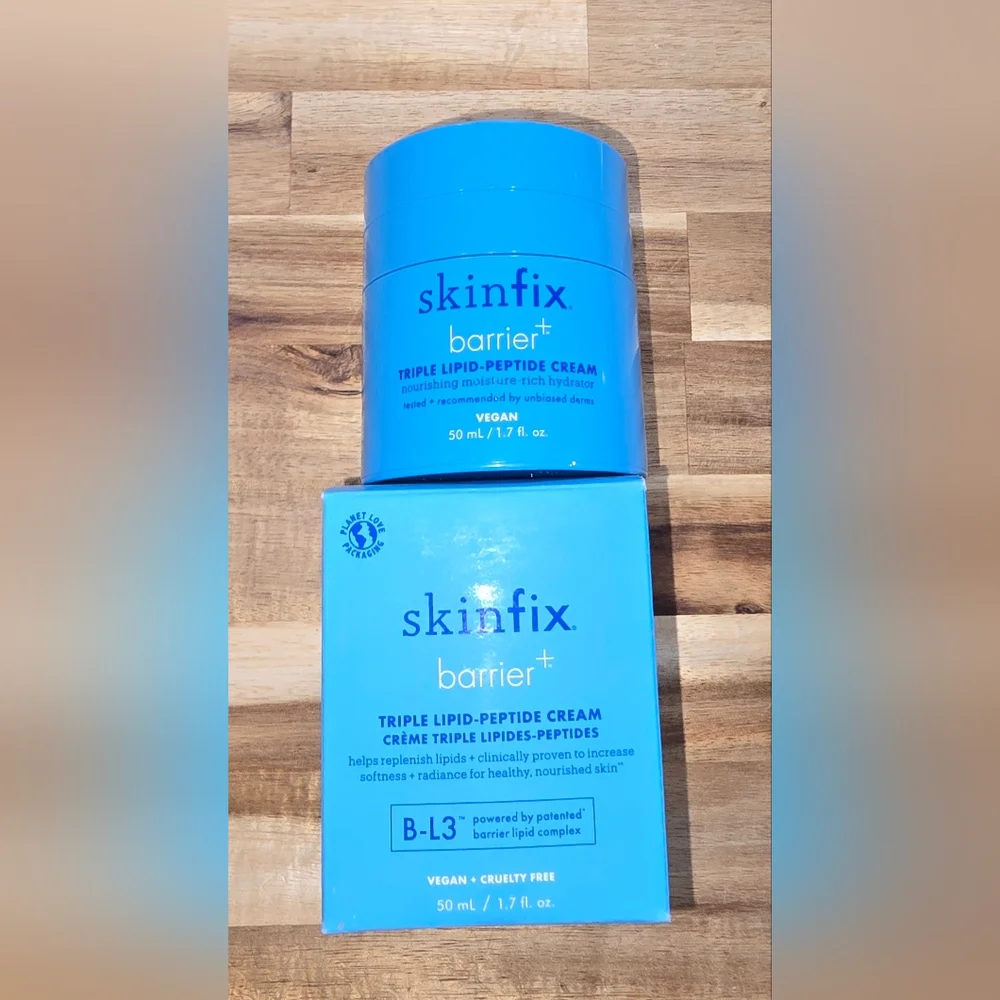 skinfix®
barrier+™
TRIPLE LIPID-PEPTIDE CREAM
nourishing moisture-rich hydrator
tested + recommended by unbiased derms
VEGAN
50 mL / 1.7 fl. oz.
PLANET LOVE
PACKAGING
skinfix®
barrier+™
TRIPLE LIPID-PEPTIDE CREAM
CRÈME TRIPLE LIPIDES-PEPTIDES
helps replenish lipids + clinically proven to increase
softness + radiance for healthy, nourished skin**
B-L3™ powered by patented*
barrier lipid complex
VEGAN + CRUELTY FREE
50 mL / 1.7 fl. oz.